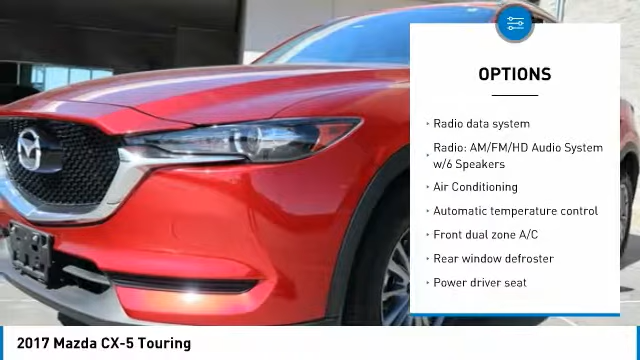 OPTIONS
Radio data system
Radio: AM/FM/HD Audio System
w/6 Speakers
Air Conditioning
Automatic temperature control
Front dual zone A/C
Rear window defroster
Power driver seat
2017 Mazda CX-5 Touring